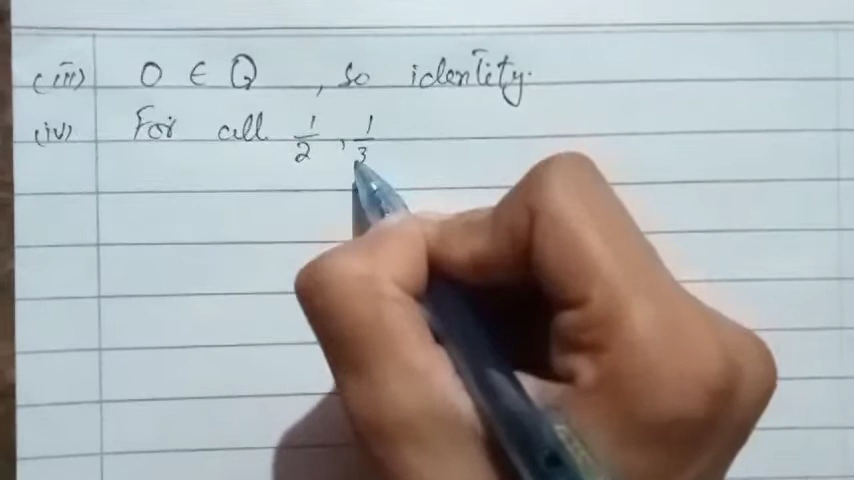 (iii) 0 ∈ Q , so identity.
(iv) For all 1/2 , 1/3